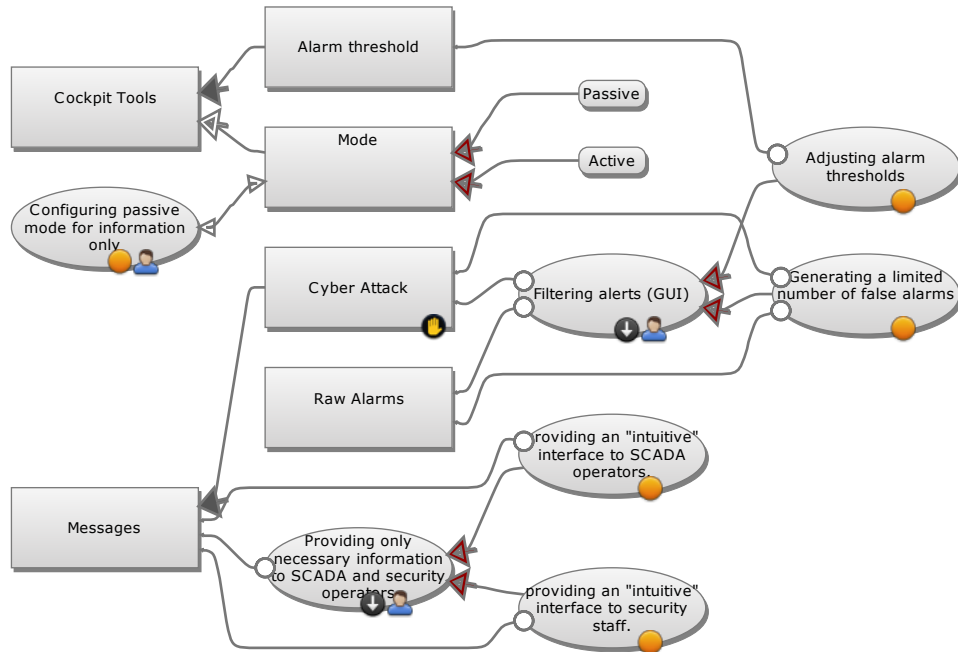 Alarm threshold
Cockpit Tools
Passive
Mode
Active
Adjusting alarm
thresholds
Configuring passive
mode for information
only
Cyber Attack
Filtering alerts (GUI)
Generating a limited
number of false alarms
Raw Alarms
roviding an "intuitive"
interface to SCADA
operators.
Messages
Providing only
necessary information
to SCADA and security
operators
providing an "intuitive"
interface to security
staff.